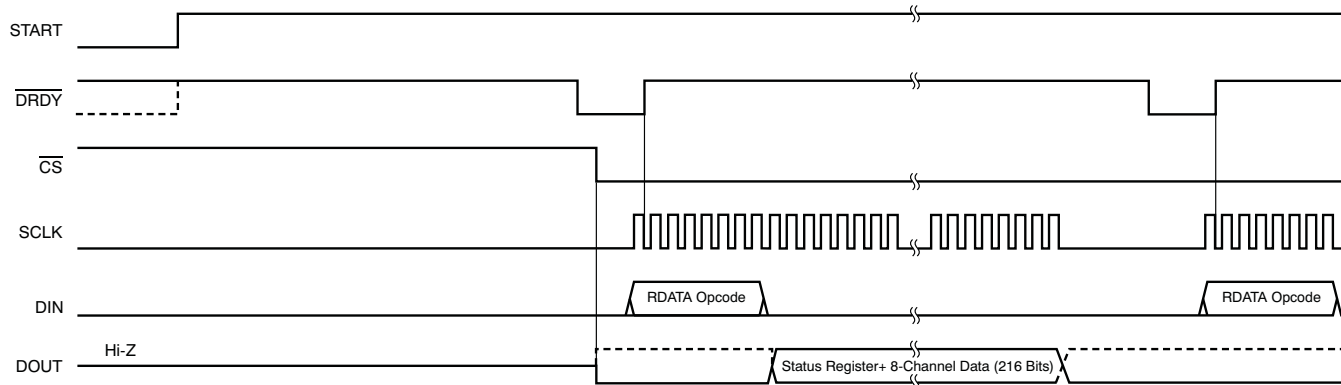 START
DRDY
CS
SCLK
DIN
RDATA Opcode
RDATA Opcode
Hi-Z
DOUT
Status Register+ 8-Channel Data (216 Bits)